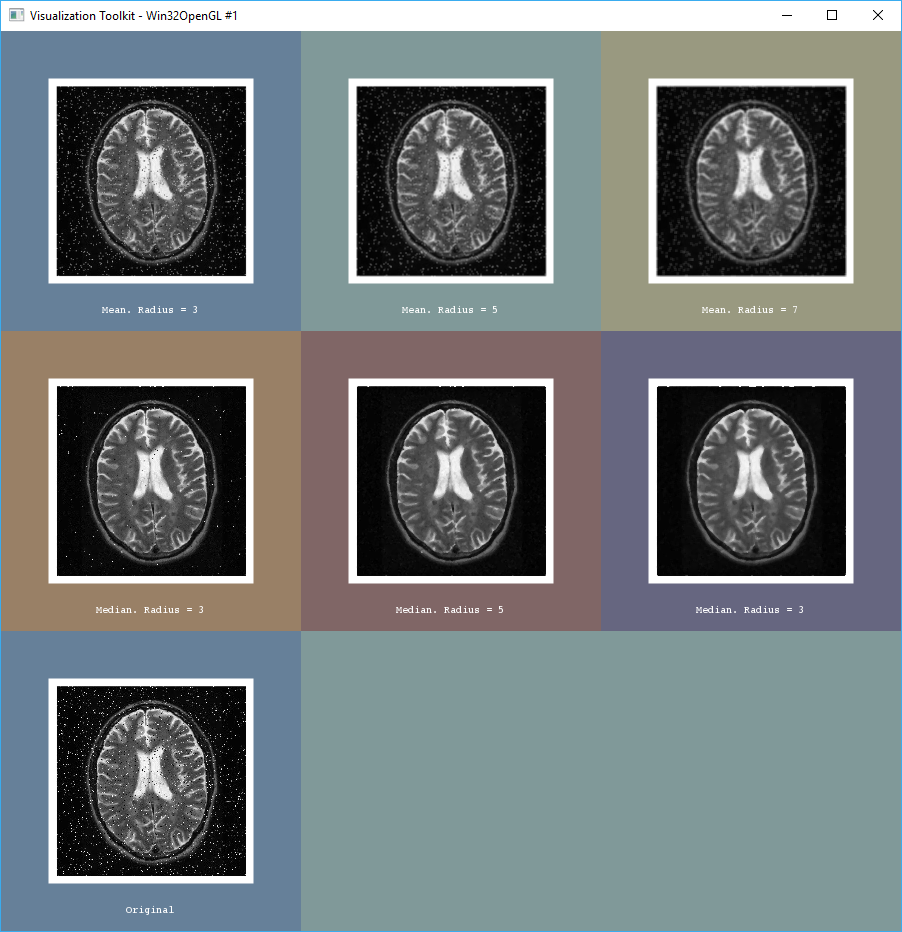 Visualization Toolkit - Win32OpenGL #1
Mean. Radius = 3
Mean. Radius = 5
Mean. Radius = 7
Median. Radius = 3
Median. Radius = 5
Median. Radius = 3
Original